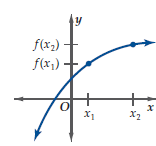 y
f(x₂)
f(x₁)
O x₁ x₂ x